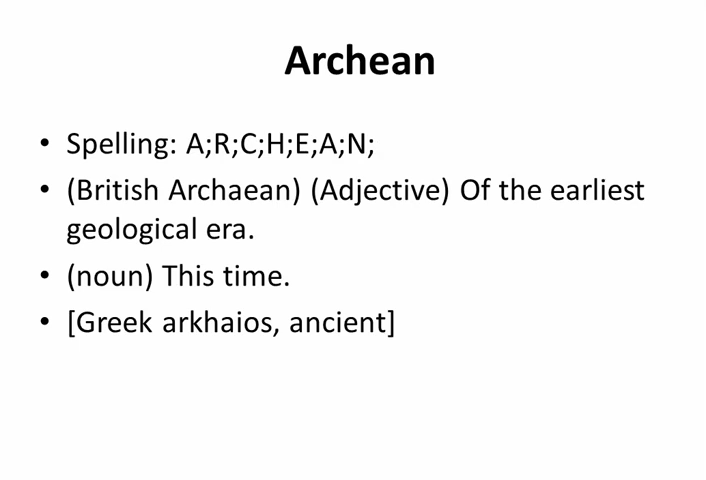 Archean
• Spelling: A;R;C;H;E;A;N;
• (British Archaean) (Adjective) Of the earliest
geological era.
• (noun) This time.
• [Greek arkhaios, ancient]